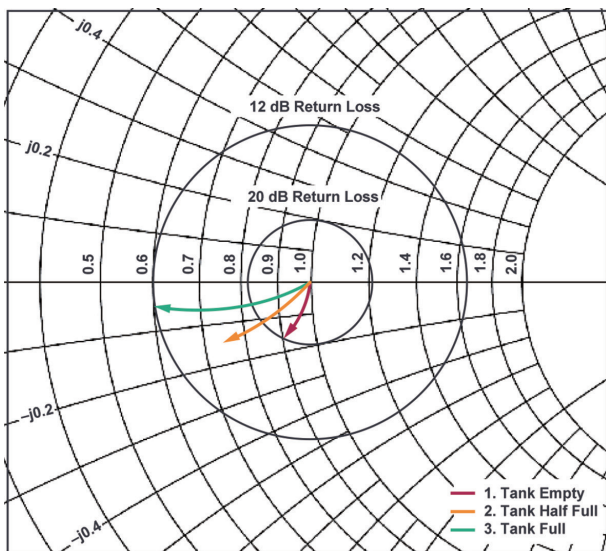 –j0.4
j0.2
12 dB Return Loss
20 dB Return Loss
0.5
0.6
0.7
0.8
0.9
1.0
1.2
1.4
1.6
1.8
2.0
–j0.2
–j0.4
1. Tank Empty
2. Tank Half Full
3. Tank Full